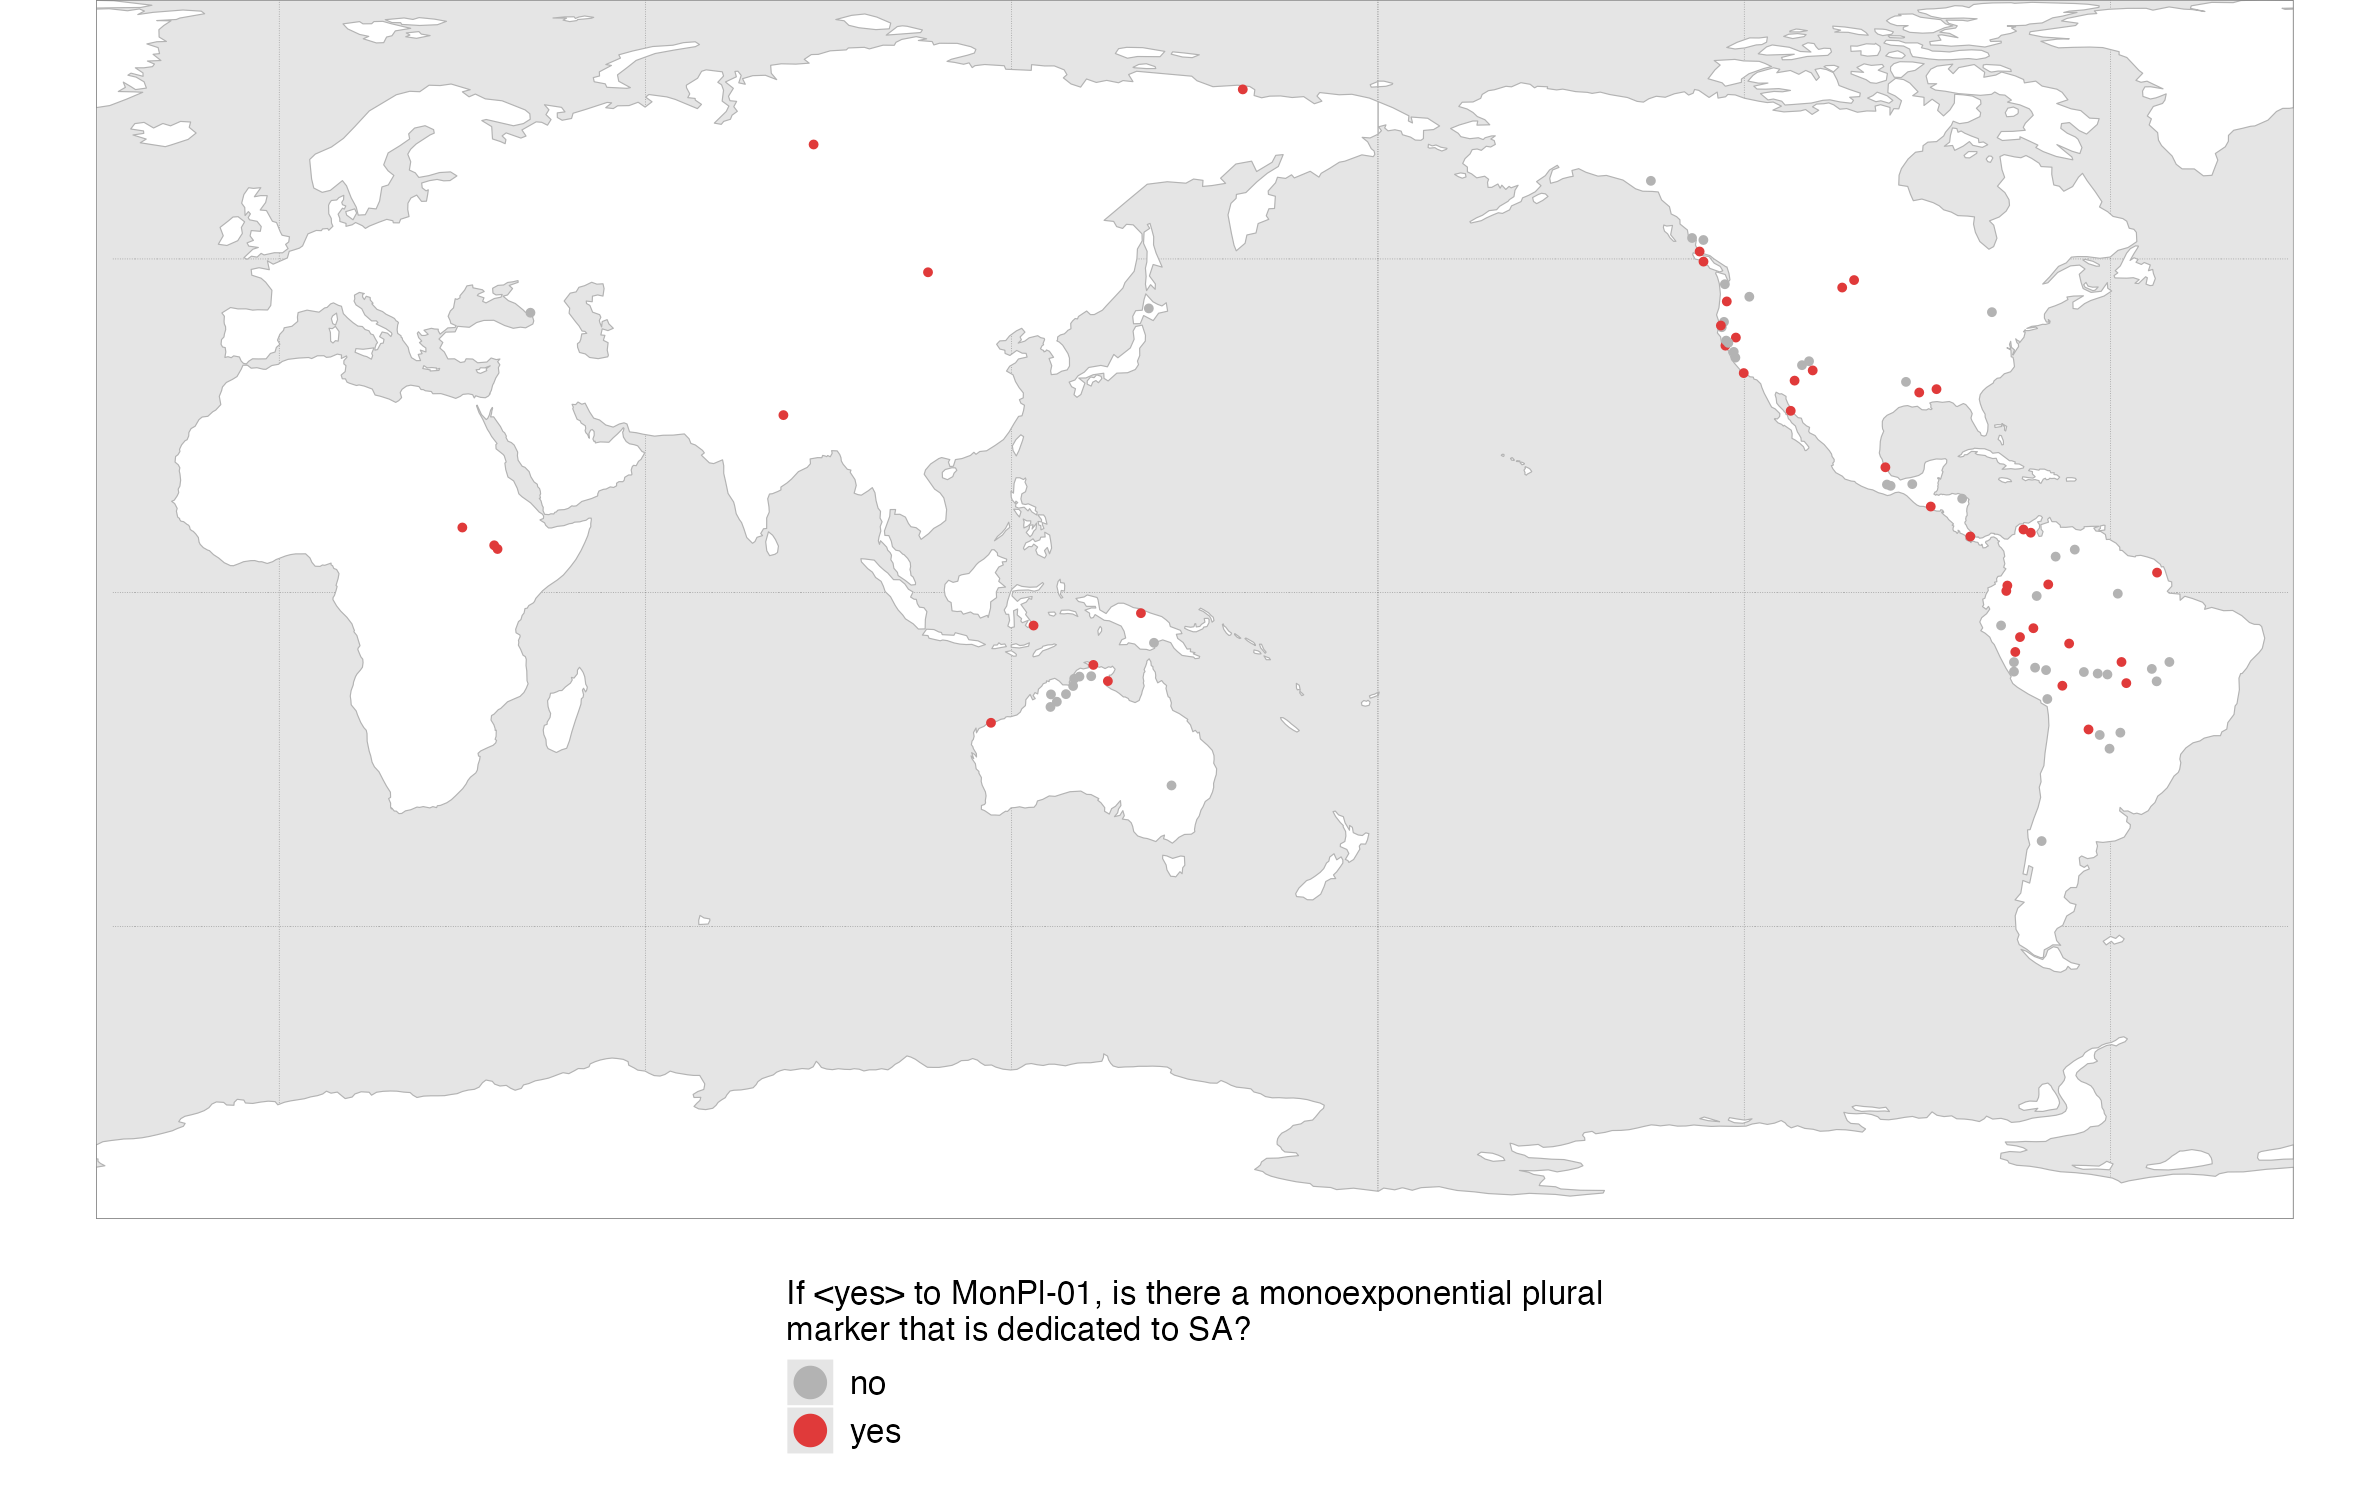 If <yes> to MonPl-01, is there a monoexponential plural
marker that is dedicated to SA?
no
yes